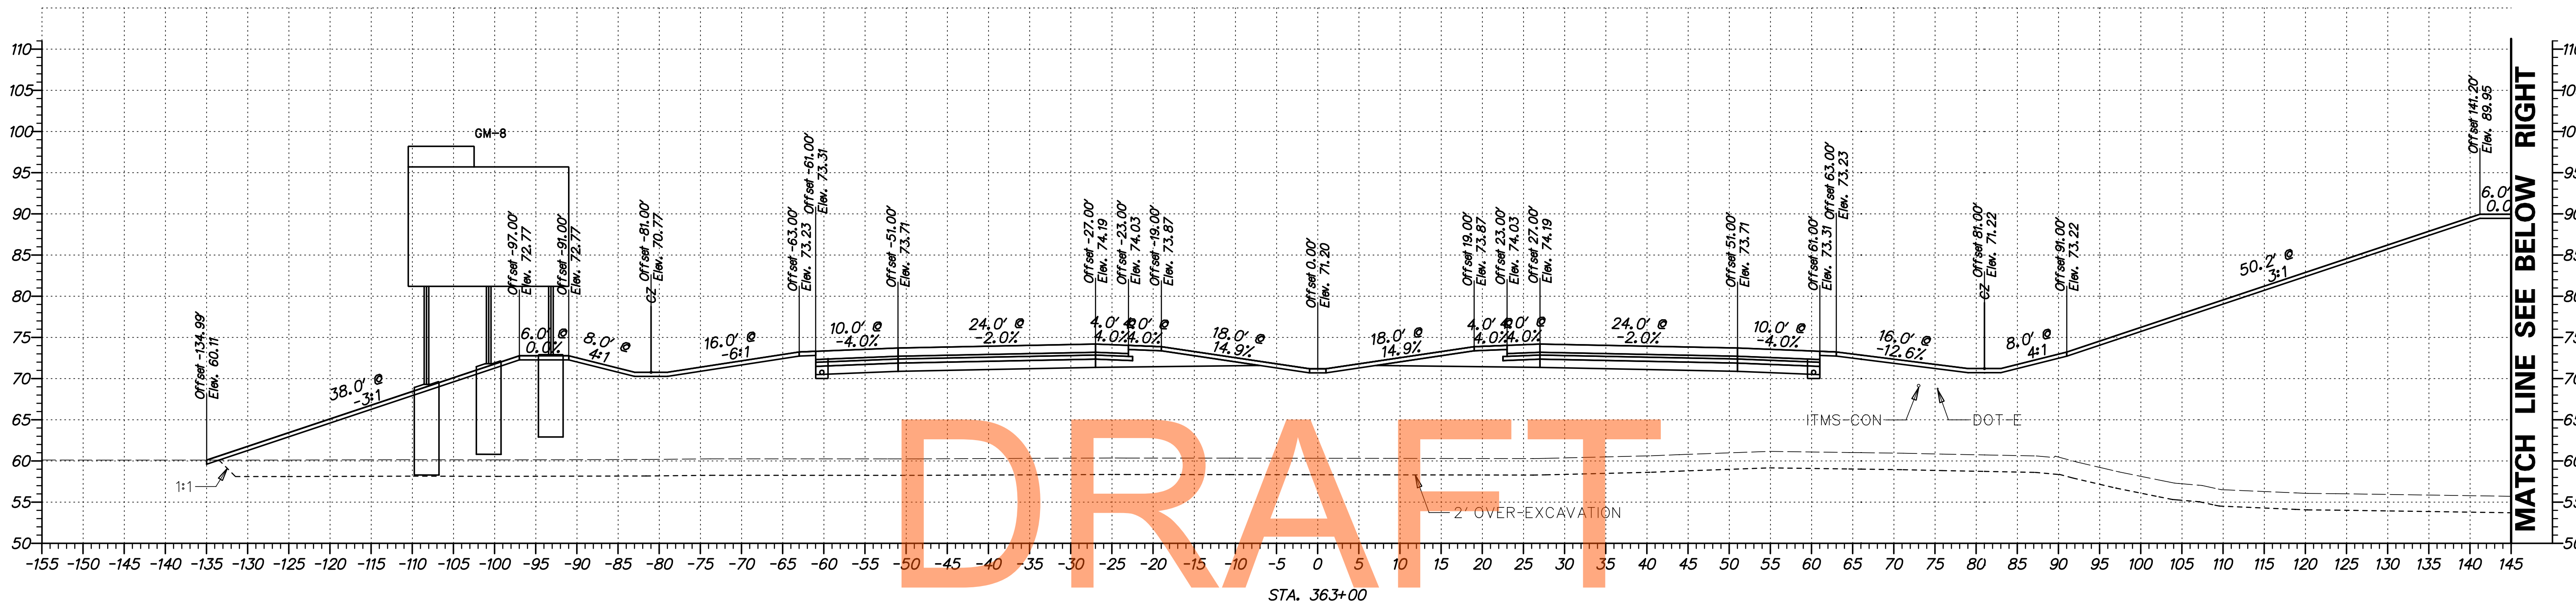 GM-8
Offset -134.99'
Elev. 60.11
38.0' @
-3:1
1:1
Offset -97.00'
Elev. 72.77
6.0' @
0.0%
Offset -91.00'
Elev. 72.77
8.0' @
4:1
CZ Offset -81.00'
Elev. 70.77
16.0' @
-6:1
Offset -63.00'
Elev. 73.23
Offset -61.00'
Elev. 73.31
10.0' @
-4.0%
Offset -51.00'
Elev. 73.71
24.0' @
-2.0%
Offset -27.00'
Elev. 74.19
4.0' @
4.0%
Offset -23.00'
Elev. 74.03
4.0' @
4.0%
Offset -19.00'
Elev. 73.87
18.0' @
14.9%
Offset 0.00'
Elev. 71.20
18.0' @
14.9%
Offset 19.00'
Elev. 73.87
4.0' @
4.0%
Offset 23.00'
Elev. 74.03
4.0' @
4.0%
Offset 27.00'
Elev. 74.19
24.0' @
-2.0%
Offset 51.00'
Elev. 73.71
10.0' @
-4.0%
Offset 61.00'
Elev. 73.31
Offset 63.00'
Elev. 73.23
16.0' @
-12.6%
CZ Offset 81.00'
Elev. 71.22
8.0' @
4:1
Offset 91.00'
Elev. 73.22
50.2' @
3:1
Offset 141.20'
Elev. 89.95
6.0'
0.0
ITMS-CON
DOT-E
2' OVER-EXCAVATION
DRAFT
MATCH LINE SEE BELOW RIGHT
110
105
100
95
90
85
80
75
70
65
60
55
50
-155 -150 -145 -140 -135 -130 -125 -120 -115 -110 -105 -100 -95 -90 -85 -80 -75 -70 -65 -60 -55 -50 -45 -40 -35 -30 -25 -20 -15 -10 -5 0 5 10 15 20 25 30 35 40 45 50 55 60 65 70 75 80 85 90 95 100 105 110 115 120 125 130 135 140 145
STA. 363+00